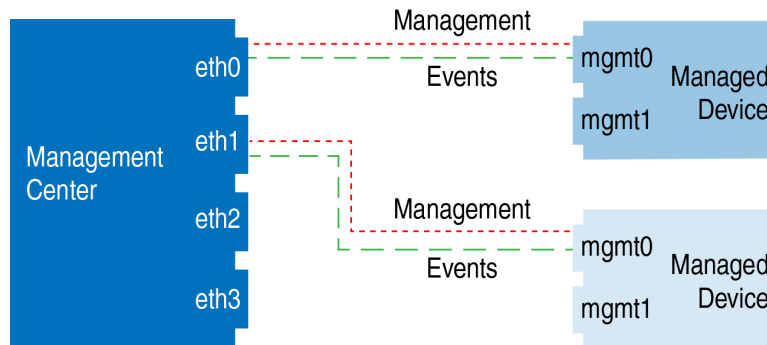 Management
eth0
mgmt0
Managed
Device
Events
mgmt1
eth1
Management
Center
Management
eth2
mgmt0
Managed
Device
Events
eth3
mgmt1